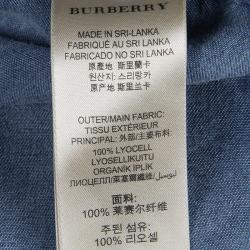 BURBERRY
MADE IN SRI-LANKA
FABRIQUÉ AU SRI-LANKA
FABRICADO NO SRI-LANKA
原產地 斯里蘭卡
원산지: 스리랑카
原产地 斯里兰卡
OUTER/MAIN FABRIC:
TISSU EXTÉRIEUR
PRINCIPAL: 外部/主要布料:
100% LYOCELL
LYOSELLIKUITU
ORGANİK İPLİK
ЛИОЦЕЛЛ/萊賽爾纖維/ليوسيل
面料:
100% 莱赛尔纤维
주된 섬유:
100% 리오셀